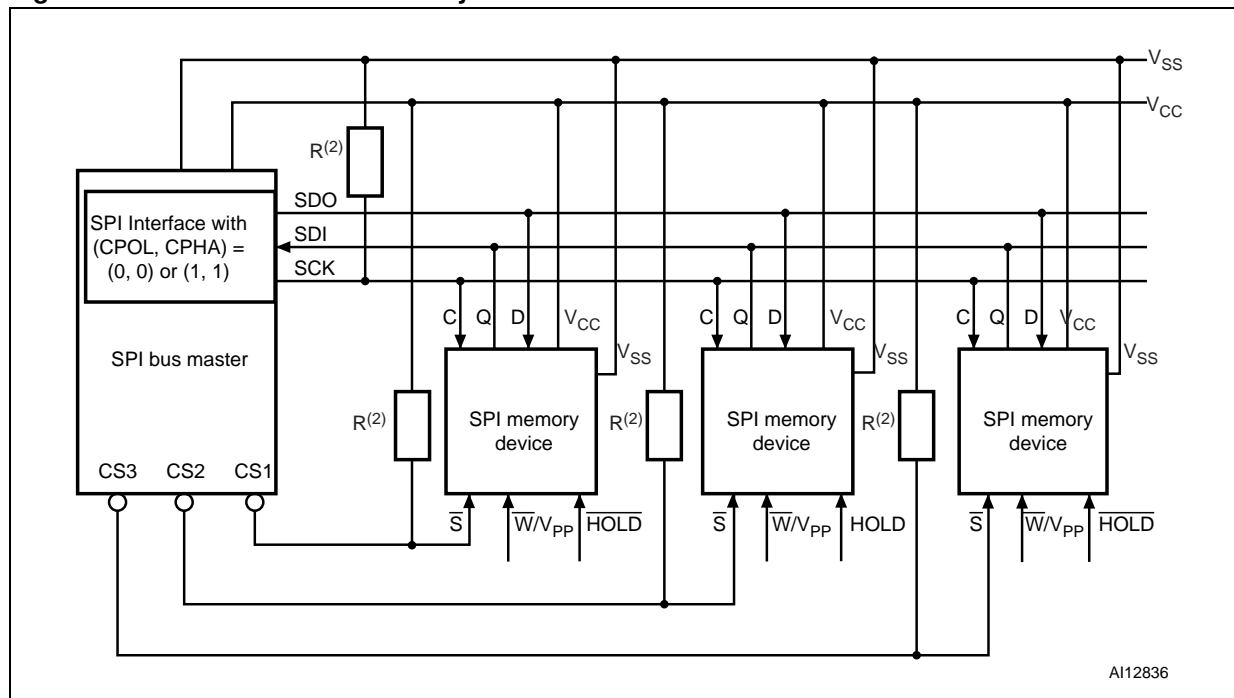 VSS
VCC
R(2)
SDO
SPI Interface with
(CPOL, CPHA) =
(0, 0) or (1, 1)
SDI
SCK
SPI bus master
CS3 CS2 CS1
C Q D VCC
VSS
C Q D VCC
VSS
C Q D VCC
VSS
R(2)
SPI memory
device
R(2)
SPI memory
device
R(2)
SPI memory
device
S̅ W̅/VPP H̅O̅L̅D̅
S̅ W̅/VPP HOLD
S̅ W̅/VPP H̅O̅L̅D̅
AI12836